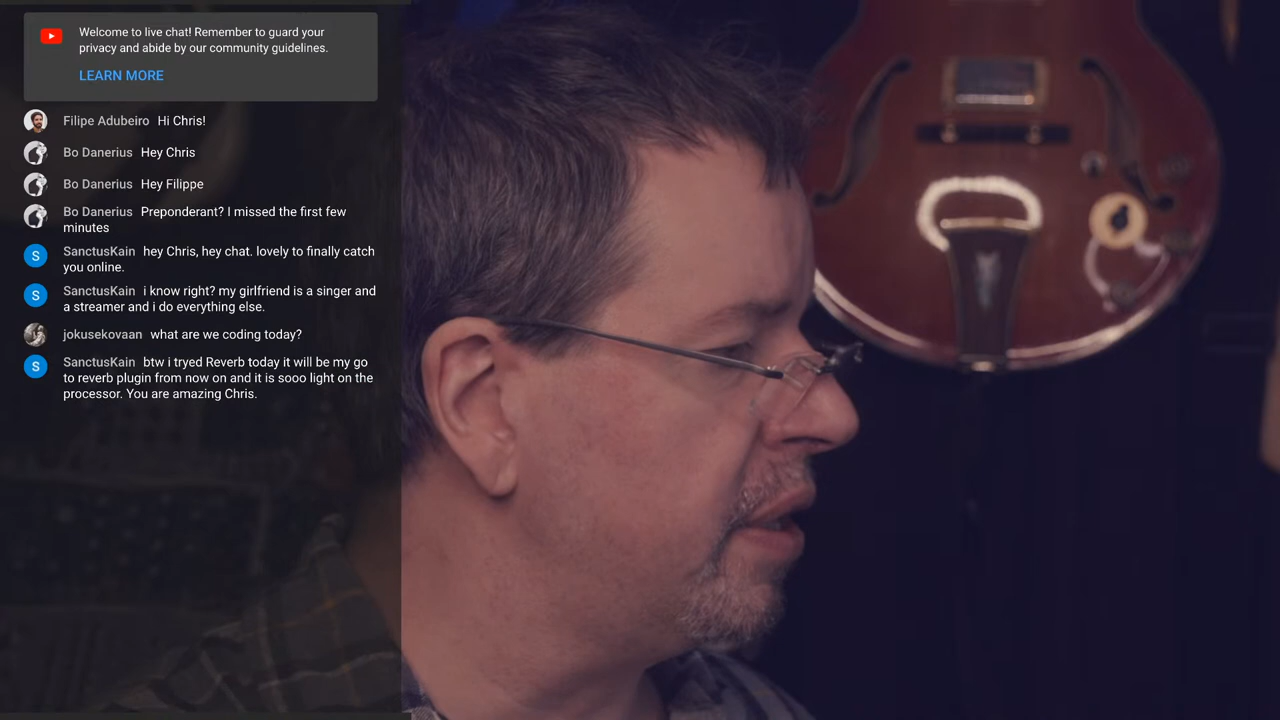 Welcome to live chat! Remember to guard your
privacy and abide by our community guidelines.
LEARN MORE
Filipe Adubeiro Hi Chris!
Bo Danerius Hey Chris
Bo Danerius Hey Filippe
Bo Danerius Preponderant? I missed the first few
minutes
S SanctusKain hey Chris, hey chat. lovely to finally catch
you online.
S SanctusKain i know right? my girlfriend is a singer and
a streamer and i do everything else.
jokusekovaan what are we coding today?
S SanctusKain btw i tryed Reverb today it will be my go
to reverb plugin from now on and it is sooo light on the
processor. You are amazing Chris.